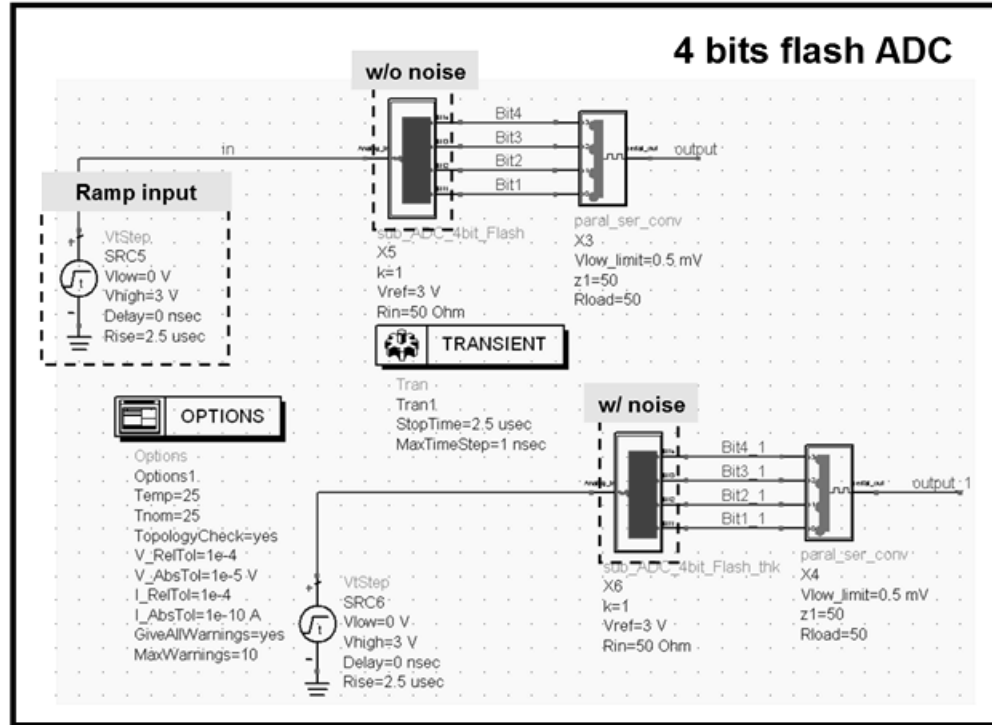 4 bits flash ADC
w/o noise
Bit4
Bit3
Bit2
Bit1
in
output
Ramp input
VtStep
SRC5
Vlow=0 V
Vhigh=3 V
Delay=0 nsec
Rise=2.5 usec
sub_ADC_4bit_Flash
X5
k=1
Vref=3 V
Rin=50 Ohm
paral_ser_conv
X3
Vlow_limit=0.5 mV
z1=50
Rload=50
TRANSIENT
Tran
Tran1
StopTime=2.5 usec
MaxTimeStep=1 nsec
OPTIONS
Options
Options1
Temp=25
Tnom=25
TopologyCheck=yes
V_RelTol=1e-4
V_AbsTol=1e-5 V
I_RelTol=1e-4
I_AbsTol=1e-10 A
GiveAllWarnings=yes
MaxWarnings=10
w/ noise
Bit4_1
Bit3_1
Bit2_1
Bit1_1
output_1
VtStep
SRC6
Vlow=0 V
Vhigh=3 V
Delay=0 nsec
Rise=2.5 usec
sub_ADC_4bit_Flash_thk
X6
k=1
Vref=3 V
Rin=50 Ohm
paral_ser_conv
X4
Vlow_limit=0.5 mV
z1=50
Rload=50